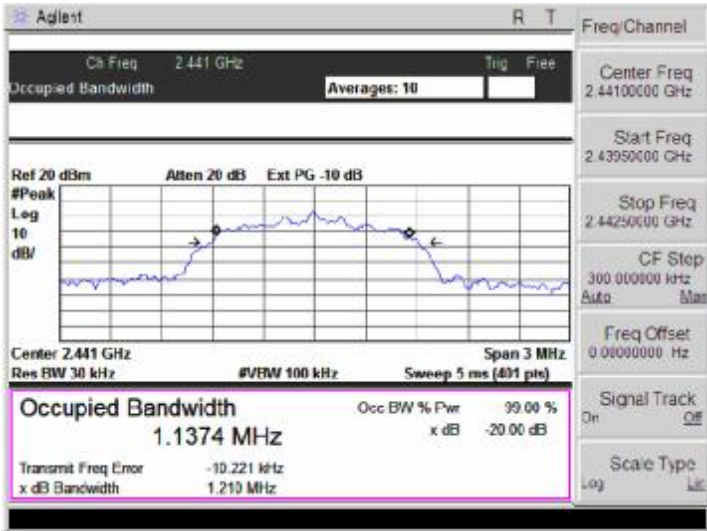 Agilent R T
Ch Freq 2.441 GHz Trig Free
Occupied Bandwidth Averages: 10
Ref 20 dBm Atten 20 dB Ext PG -10 dB
#Peak
Log
10
dB/
Center 2.441 GHz Span 3 MHz
Res BW 30 kHz #VBW 100 kHz Sweep 5 ms (401 pts)
Occupied Bandwidth Occ BW % Pwr 99.00 %
1.1374 MHz x dB -20.00 dB
Transmit Freq Error -10.221 kHz
x dB Bandwidth 1.210 MHz
Freq/Channel
Center Freq
2.44100000 GHz
Start Freq
2.43950000 GHz
Stop Freq
2.44250000 GHz
CF Step
300.000000 kHz
Auto Man
Freq Offset
0.00000000 Hz
Signal Track
On Off
Scale Type
Log Lin